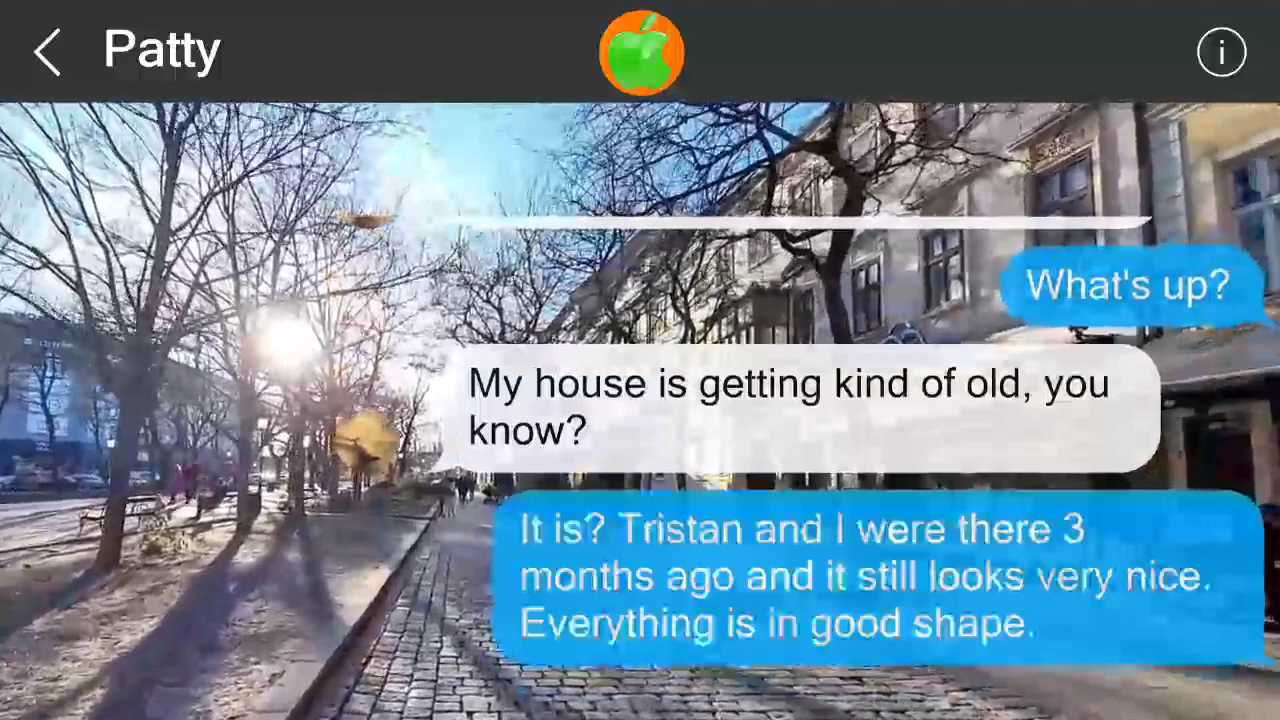 Patty
What's up?
My house is getting kind of old, you
know?
It is? Tristan and I were there 3
months ago and it still looks very nice.
Everything is in good shape.